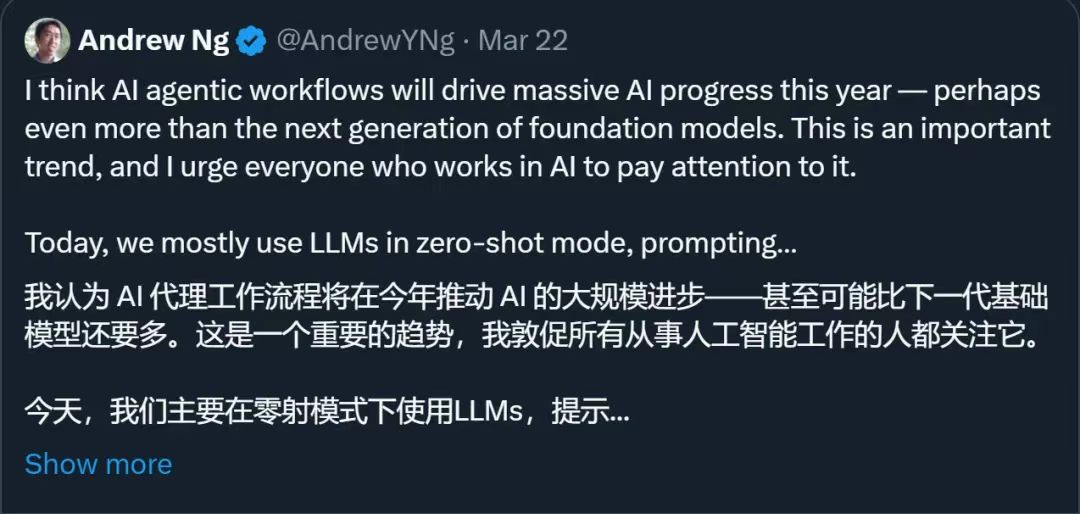 Andrew Ng @AndrewYNg · Mar 22
I think AI agentic workflows will drive massive AI progress this year — perhaps
even more than the next generation of foundation models. This is an important
trend, and I urge everyone who works in AI to pay attention to it.
Today, we mostly use LLMs in zero-shot mode, prompting...
我认为 AI 代理工作流程将在今年推动 AI 的大规模进步——甚至可能比下一代基础
模型还要多。这是一个重要的趋势，我敦促所有从事人工智能工作的人都关注它。
今天，我们主要在零射模式下使用LLMs，提示...
Show more